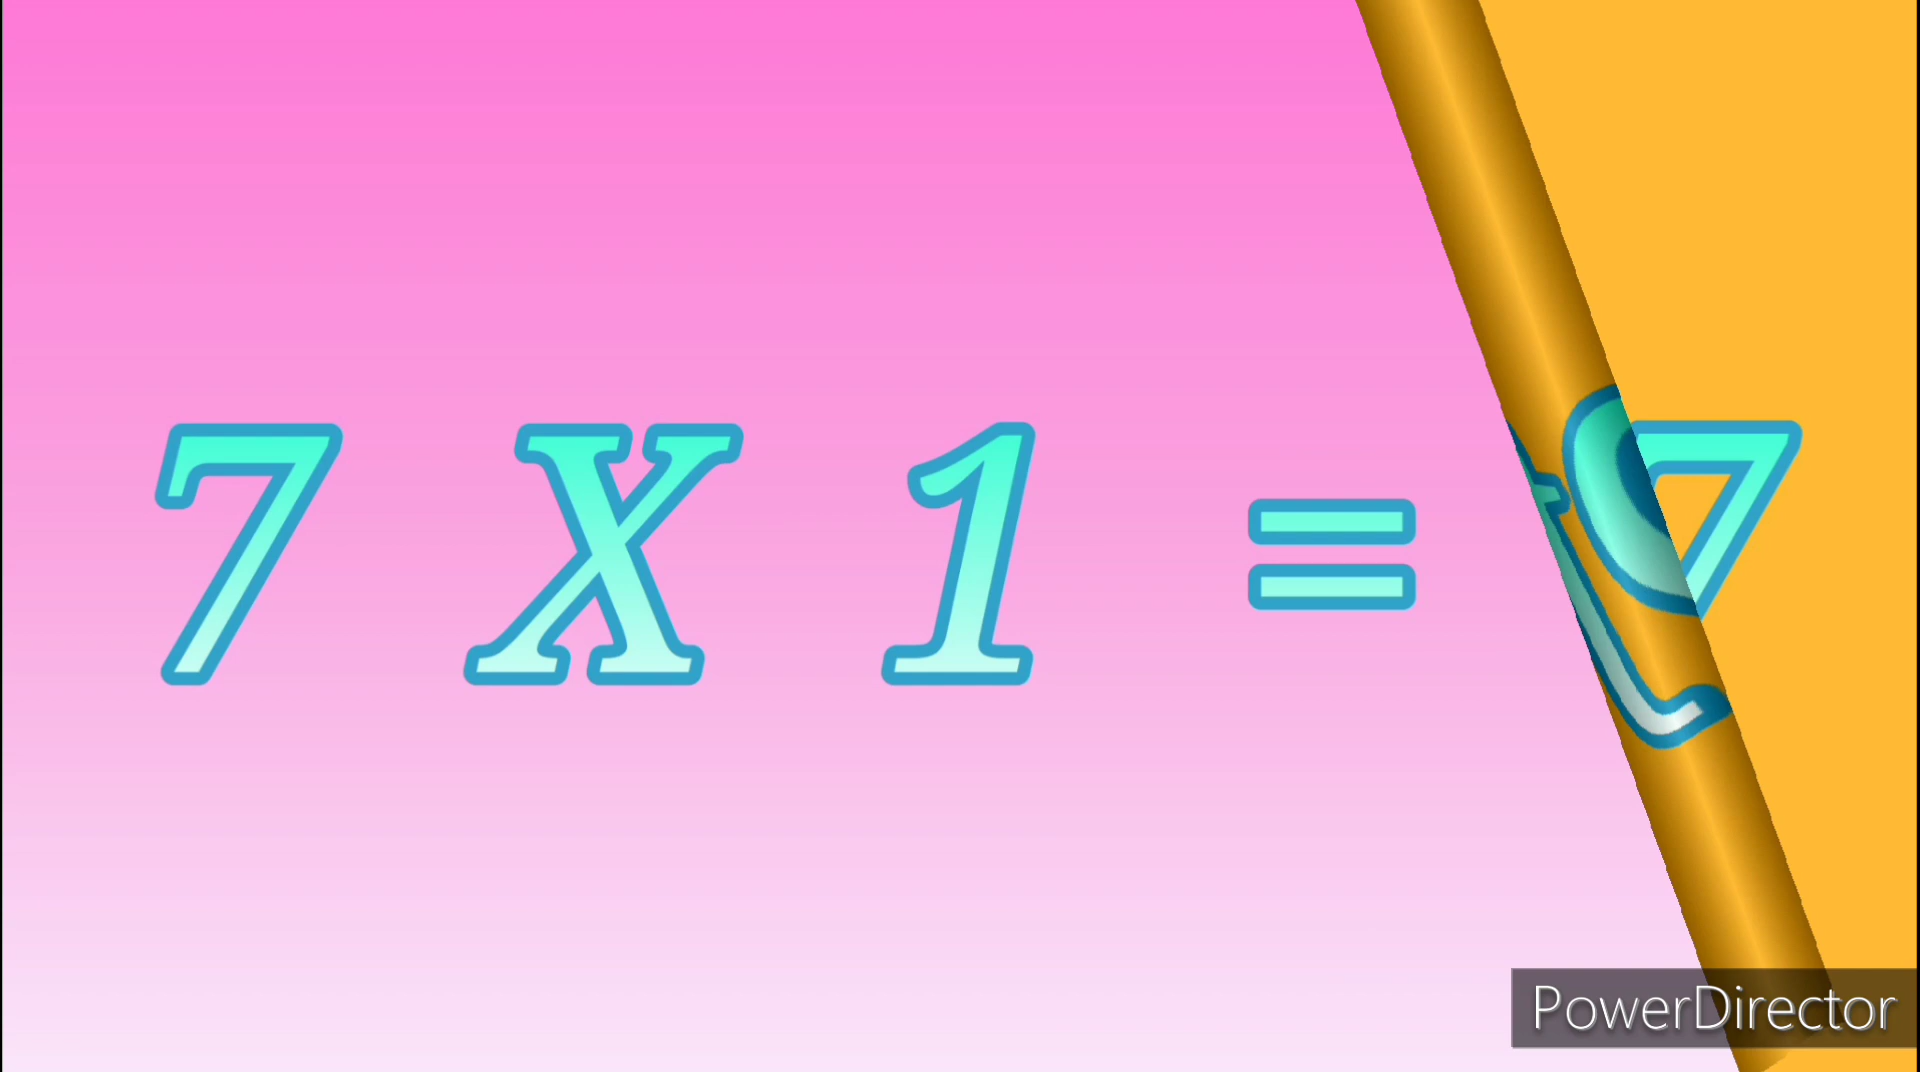 7 X 1 = 7
PowerDirector